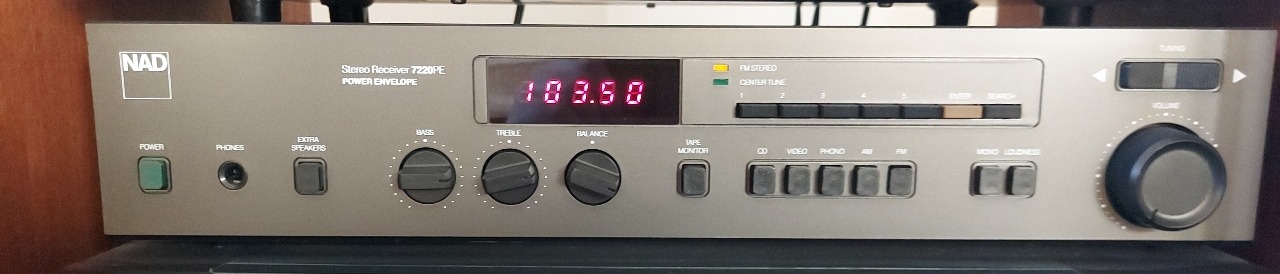 NAD
Stereo Receiver 7220PE
POWER ENVELOPE
103.50
FM STEREO
CENTER TUNE
1 2 3 4 5 ENTER SEARCH
TUNING
VOLUME
POWER
PHONES
EXTRA
SPEAKERS
BASS
TREBLE
BALANCE
TAPE
MONITOR
CD VIDEO PHONO AM FM
MONO LOUDNESS